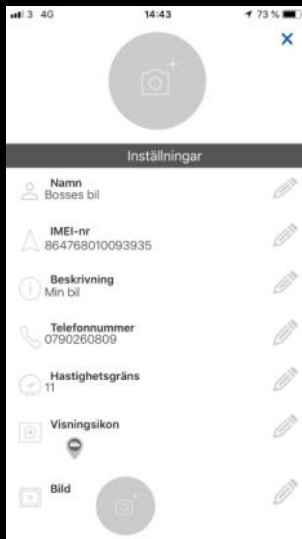 3 4G 14:43 73 %
Inställningar
Namn
Bosses bil
IMEI-nr
864768010093935
Beskrivning
Min bil
Telefonnummer
0790260809
Hastighetsgräns
11
Visningsikon
Bild